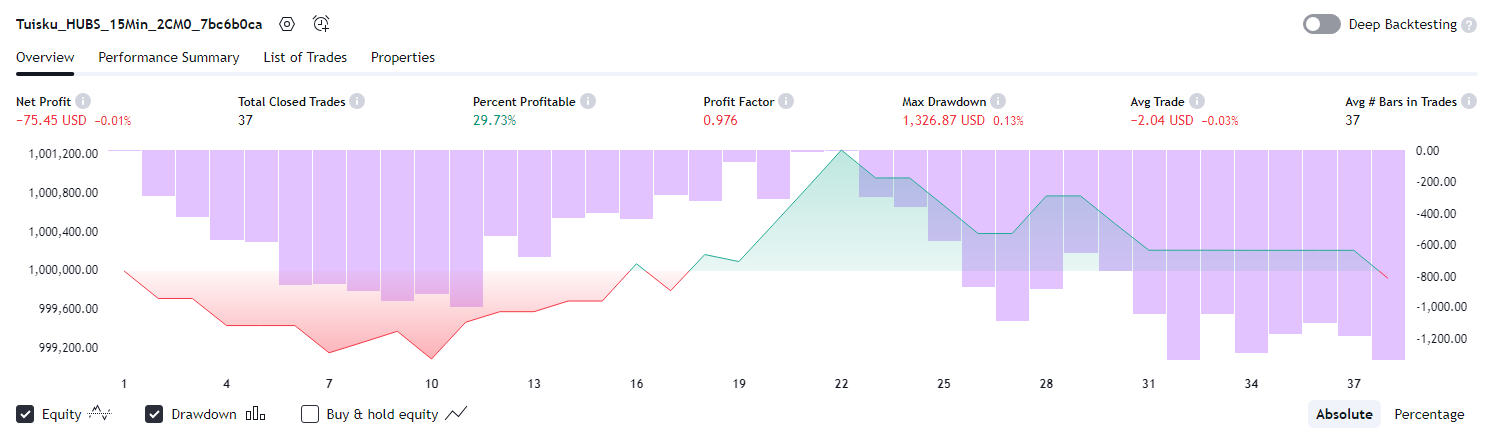 Tuisku_HUBS_15Min_2CM0_7bc6b0ca Deep Backtesting
Overview Performance Summary List of Trades Properties
Net Profit Total Closed Trades Percent Profitable Profit Factor Max Drawdown Avg Trade Avg # Bars in Trades
−75.45 USD −0.01% 37 29.73% 0.976 1,326.87 USD 0.13% −2.04 USD −0.03% 37
1,001,200.00 0.00
1,000,800.00 -200.00
1,000,400.00 -400.00
-600.00
1,000,000.00 -800.00
999,600.00 -1,000.00
999,200.00 -1,200.00
1 4 7 10 13 16 19 22 25 28 31 34 37
Equity Drawdown Buy & hold equity Absolute Percentage